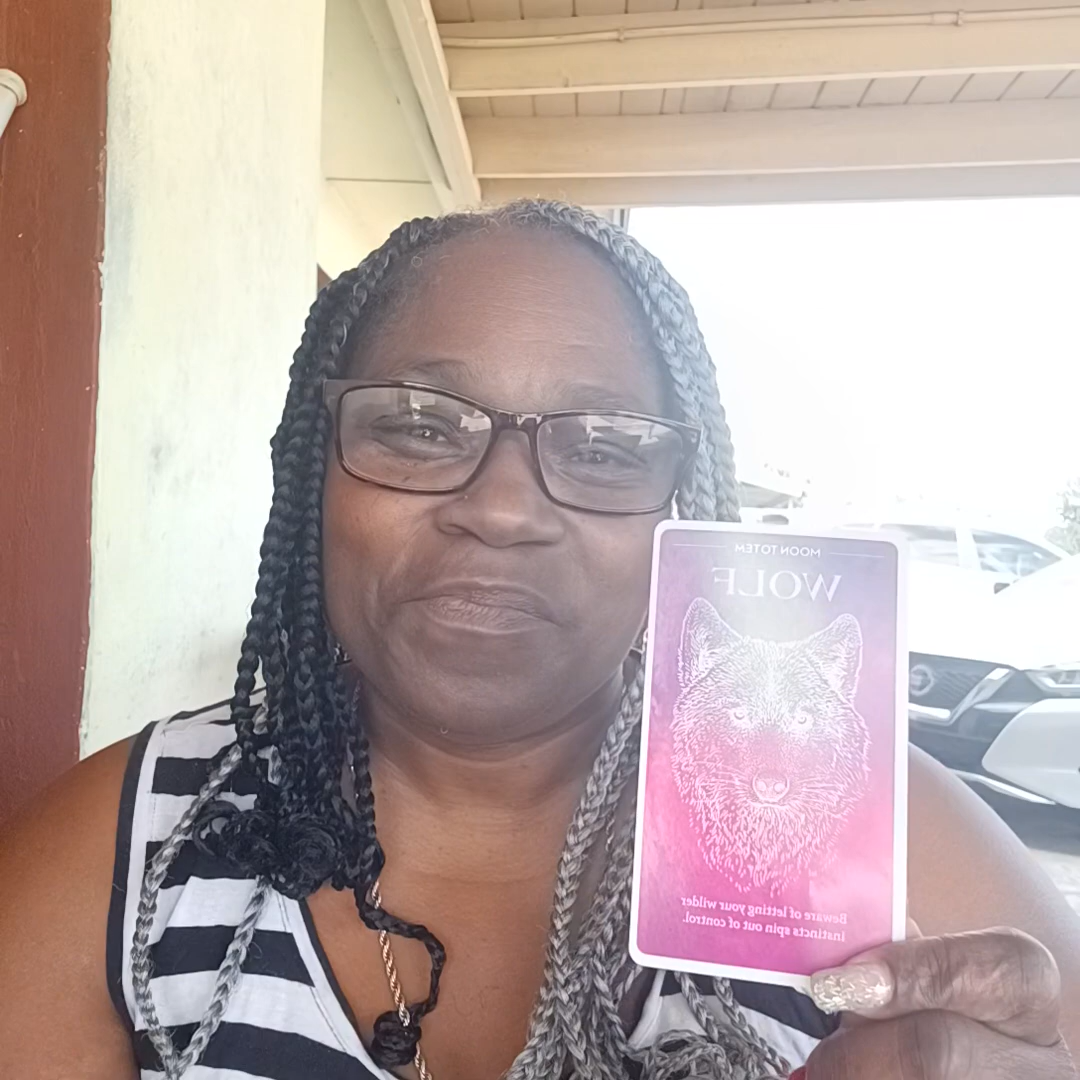 MOON TOTEM
WOLF
Beware of letting your wilder
instincts spin out of control.